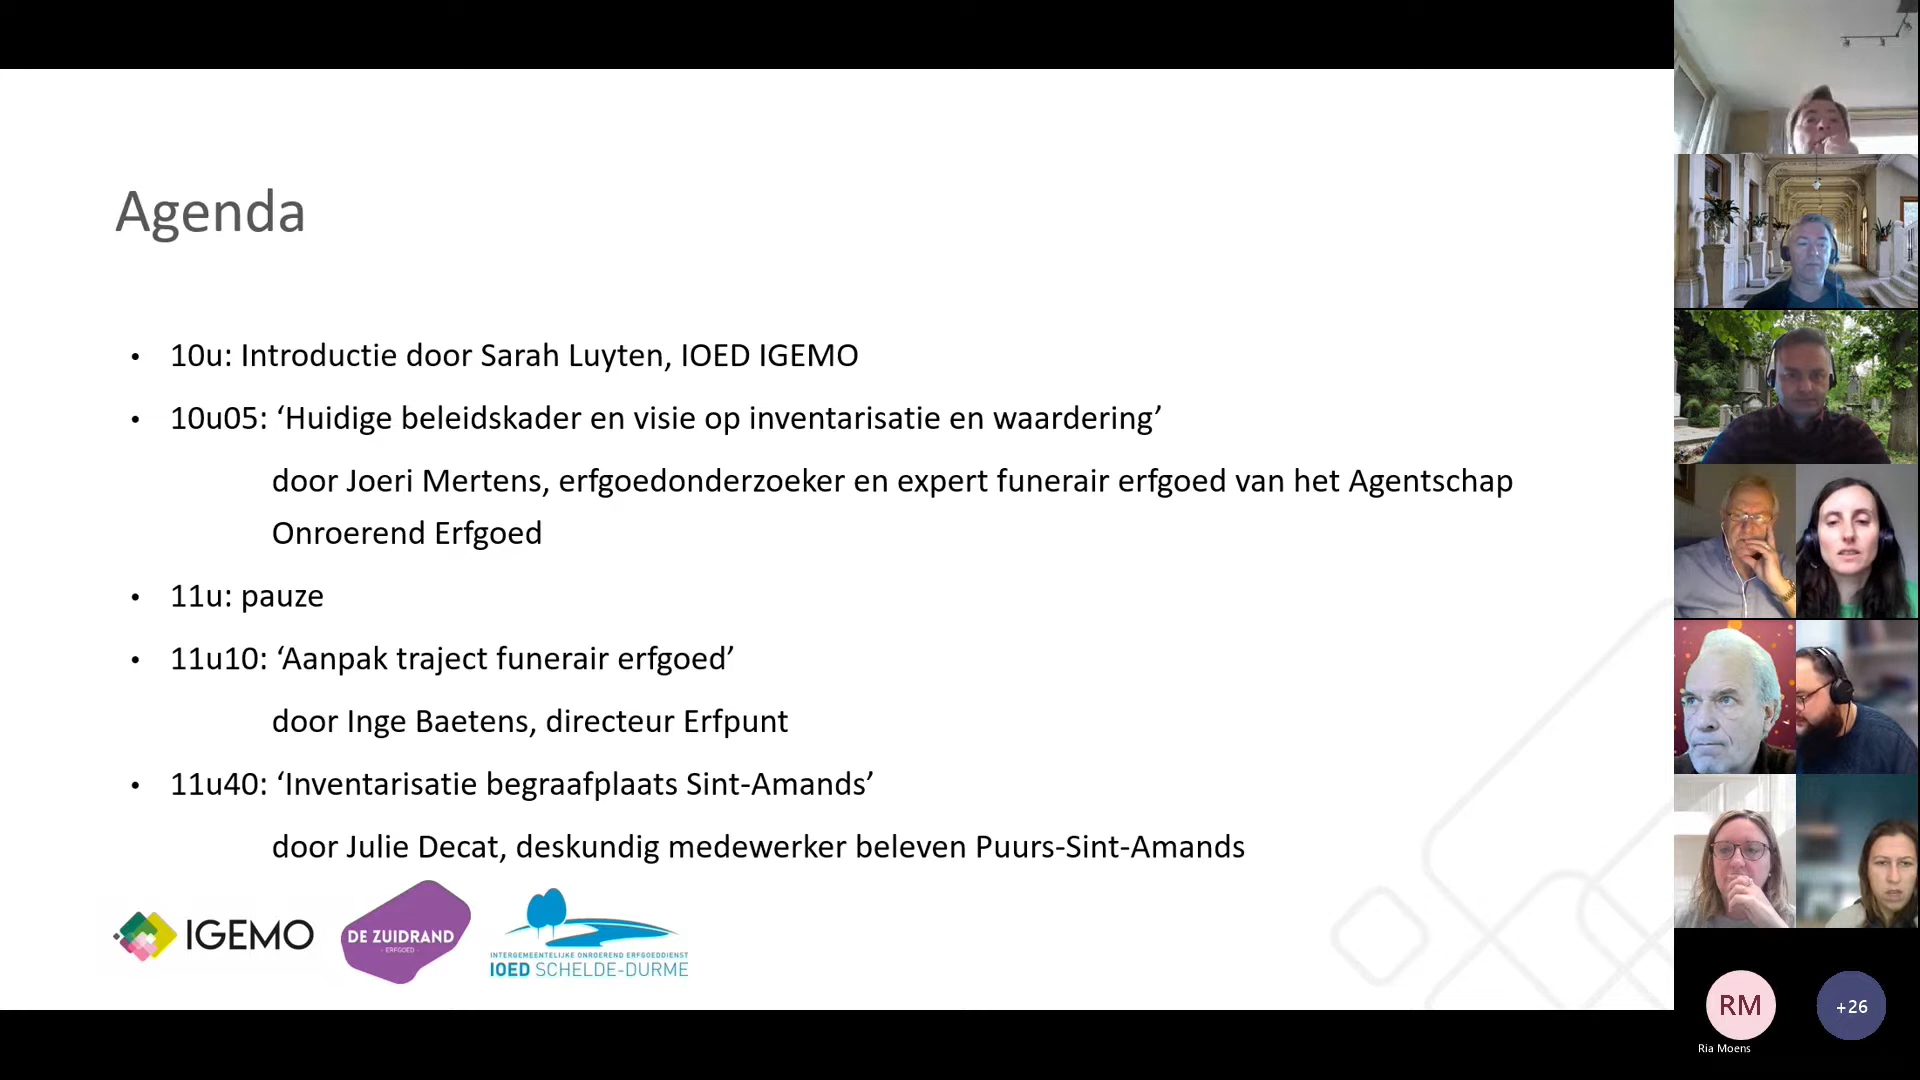 Agenda
• 10u: Introductie door Sarah Luyten, IOED IGEMO
• 10u05: ‘Huidige beleidskader en visie op inventarisatie en waardering’
door Joeri Mertens, erfgoedonderzoeker en expert funerair erfgoed van het Agentschap
Onroerend Erfgoed
• 11u: pauze
• 11u10: ‘Aanpak traject funerair erfgoed’
door Inge Baetens, directeur Erfpunt
• 11u40: ‘Inventarisatie begraafplaats Sint-Amands’
door Julie Decat, deskundig medewerker beleven Puurs-Sint-Amands
IGEMO
DE ZUIDRAND
- ERFGOED -
INTERGEMEENTELIJKE ONROEREND ERFGOEDDIENST
IOED SCHELDE-DURME
RM
+26
Ria Moens